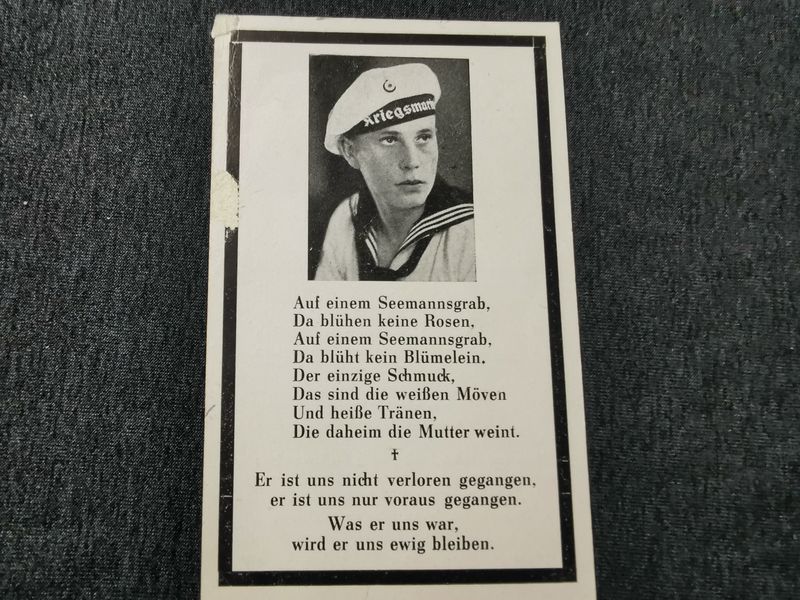 Kriegsmarin
Auf einem Seemannsgrab,
Da blühen keine Rosen,
Auf einem Seemannsgrab,
Da blüht kein Blümelein.
Der einzige Schmuck,
Das sind die weißen Möven
Und heiße Tränen,
Die daheim die Mutter weint.
✝
Er ist uns nicht verloren gegangen,
er ist uns nur voraus gegangen.
Was er uns war,
wird er uns ewig bleiben.